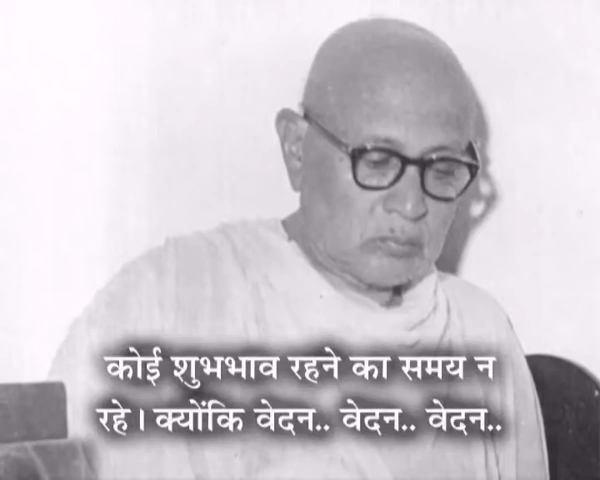 कोई शुभभाव रहने का समय न
रहे। क्योंकि वेदन.. वेदन.. वेदन..